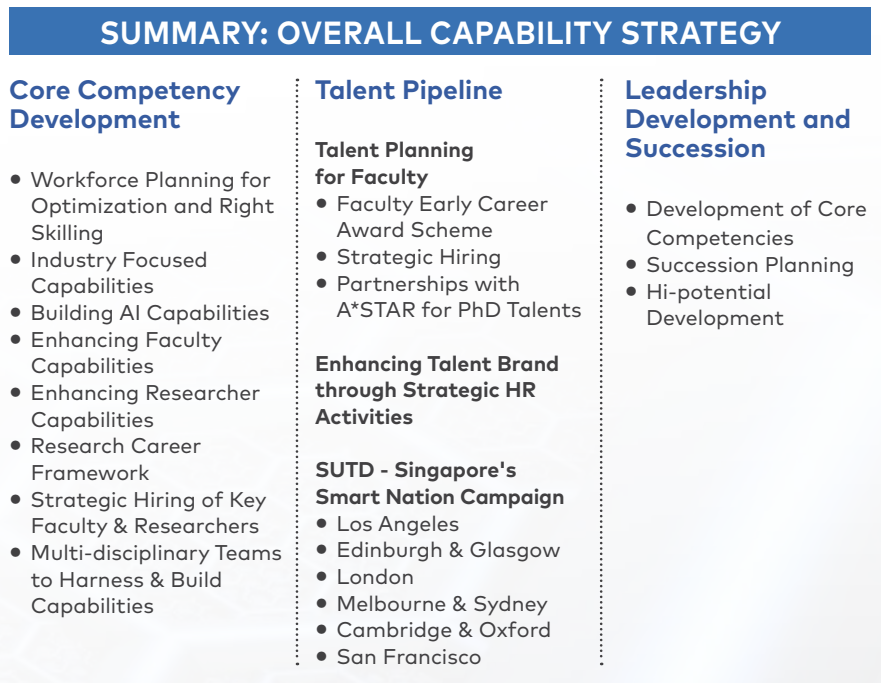 SUMMARY: OVERALL CAPABILITY STRATEGY
Core Competency
Development
• Workforce Planning for
Optimization and Right
Skilling
• Industry Focused
Capabilities
• Building AI Capabilities
• Enhancing Faculty
Capabilities
• Enhancing Researcher
Capabilities
• Research Career
Framework
• Strategic Hiring of Key
Faculty & Researchers
• Multi-disciplinary Teams
to Harness & Build
Capabilities
Talent Pipeline
Talent Planning
for Faculty
• Faculty Early Career
Award Scheme
• Strategic Hiring
• Partnerships with
A*STAR for PhD Talents
Enhancing Talent Brand
through Strategic HR
Activities
SUTD - Singapore's
Smart Nation Campaign
• Los Angeles
• Edinburgh & Glasgow
• London
• Melbourne & Sydney
• Cambridge & Oxford
• San Francisco
Leadership
Development and
Succession
• Development of Core
Competencies
• Succession Planning
• Hi-potential
Development